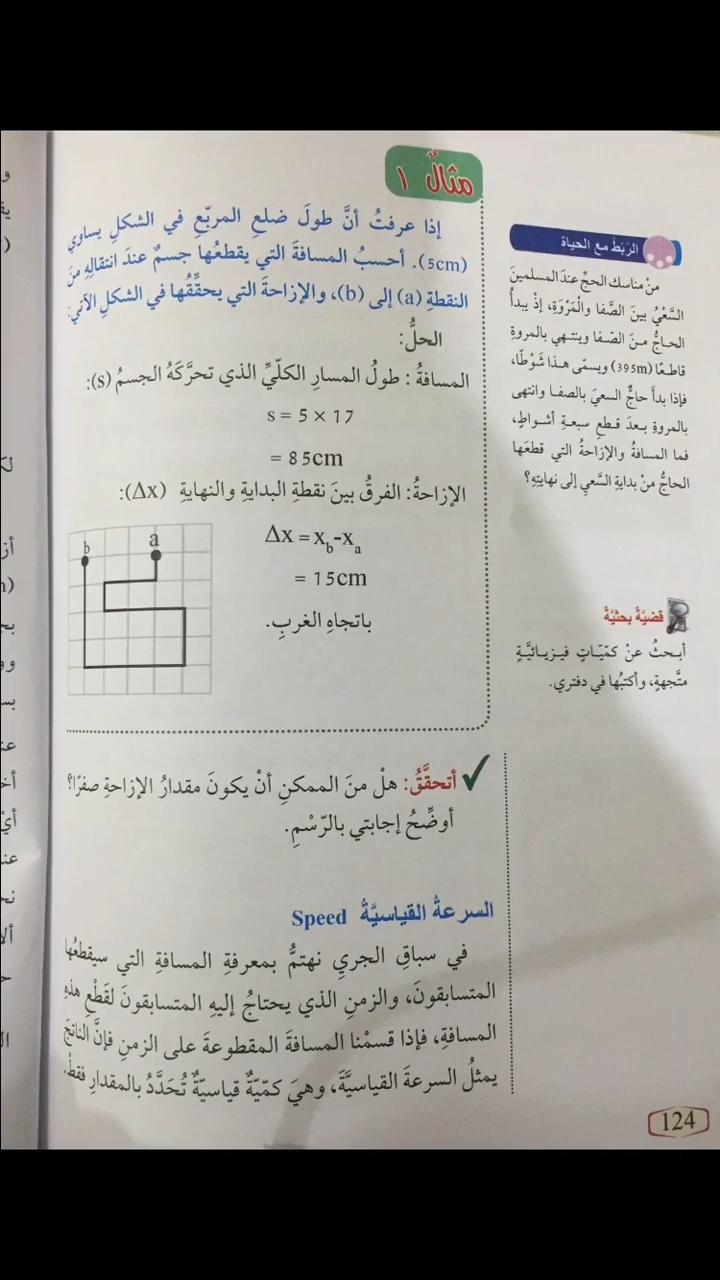 مثالٌ ١
إذا عرفتُ أنَّ طولَ ضلعِ المربّعِ في الشكلِ يساوي
(5cm). أحسبُ المسافةَ التي يقطعُها جسمٌ عندَ انتقالِهِ منَ
النقطةِ (a) إلى (b)، والإزاحةَ التي يحقِّقُها في الشكلِ الآتي:
الحلُّ:
المسافةُ: طولُ المسارِ الكلّيِّ الذي تحرَّكَهُ الجسمُ (s):
s = 5 × 17
= 85cm
الإزاحةُ: الفرقُ بينَ نقطةِ البدايةِ والنهايةِ (Δx):
Δx = xb-xa
= 15cm
باتجاهِ الغربِ.
b a
✓ أتحقَّقُ: هلْ منَ الممكنِ أنْ يكونَ مقدارُ الإزاحةِ صفرًا؟
أوضِّحُ إجابتي بالرّسْمِ.
السرعةُ القياسيَّةُ Speed
في سباقِ الجريِ نهتمُّ بمعرفةِ المسافةِ التي سيقطعُها
المتسابقونَ، والزمنِ الذي يحتاجُ إليهِ المتسابقونَ لقَطْعِ هذهِ
المسافةِ، فإذا قسمْنا المسافةَ المقطوعةَ على الزمنِ فإنَّ الناتجَ
يمثلُ السرعةَ القياسيَّةَ، وهيَ كمّيّةٌ قياسيّةٌ تُحَدَّدُ بالمقدارِ فقطْ،
الرّبْطُ معَ الحياةِ
منْ مناسكِ الحجِّ عندَ المسلمينَ
السَّعْيُ بينَ الصَّفا والْمَرْوَةِ، إذْ يبدأُ
الحاجُّ منَ الصّفا وينتهي بالمروةِ
قاطعًا (395m) ويسمّى هذا شَوْطًا،
فإذا بدأَ حاجٌّ السعيَ بالصفا وانتهى
بالمروةِ بعدَ قطعِ سبعةِ أشواطٍ،
فما المسافةُ والإزاحةُ التي قطعَها
الحاجُّ منْ بدايةِ السَّعيِ إلى نهايتِهِ؟
قضيَّةٌ بحثيَّةٌ
أبحثُ عنْ كمّيّاتٍ فيزيائيَّةٍ
متَّجهةٍ، وأكتبُها في دفتري.
124